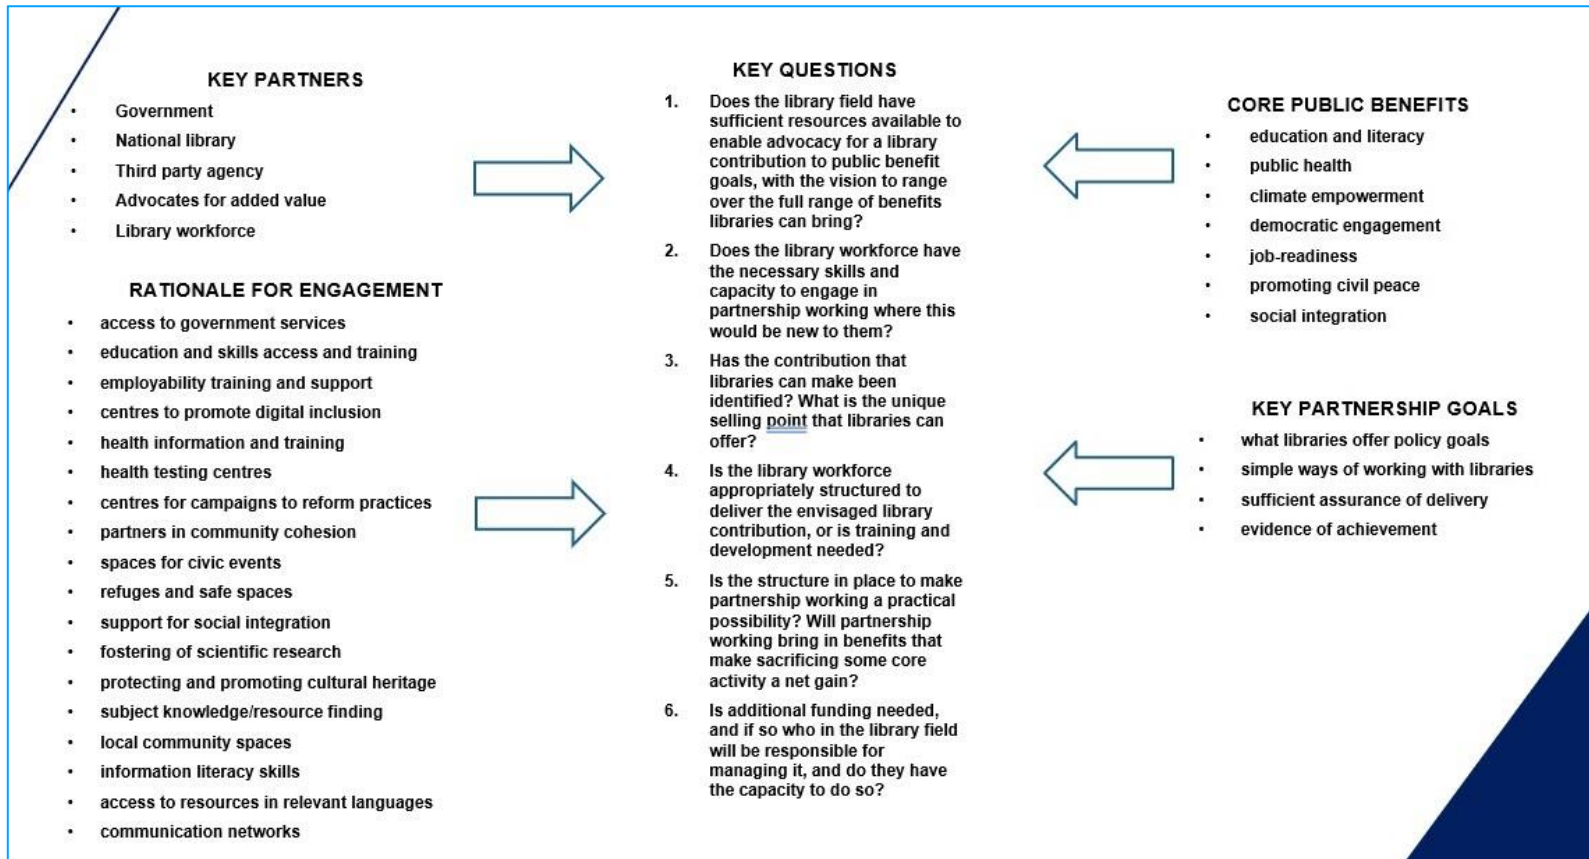 KEY PARTNERS
• Government
• National library
• Third party agency
• Advocates for added value
• Library workforce
RATIONALE FOR ENGAGEMENT
• access to government services
• education and skills access and training
• employability training and support
• centres to promote digital inclusion
• health information and training
• health testing centres
• centres for campaigns to reform practices
• partners in community cohesion
• spaces for civic events
• refuges and safe spaces
• support for social integration
• fostering of scientific research
• protecting and promoting cultural heritage
• subject knowledge/resource finding
• local community spaces
• information literacy skills
• access to resources in relevant languages
• communication networks
KEY QUESTIONS
1. Does the library field have
sufficient resources available to
enable advocacy for a library
contribution to public benefit
goals, with the vision to range
over the full range of benefits
libraries can bring?
2. Does the library workforce have
the necessary skills and
capacity to engage in
partnership working where this
would be new to them?
3. Has the contribution that
libraries can make been
identified? What is the unique
selling point that libraries can
offer?
4. Is the library workforce
appropriately structured to
deliver the envisaged library
contribution, or is training and
development needed?
5. Is the structure in place to make
partnership working a practical
possibility? Will partnership
working bring in benefits that
make sacrificing some core
activity a net gain?
6. Is additional funding needed,
and if so who in the library field
will be responsible for
managing it, and do they have
the capacity to do so?
CORE PUBLIC BENEFITS
• education and literacy
• public health
• climate empowerment
• democratic engagement
• job-readiness
• promoting civil peace
• social integration
KEY PARTNERSHIP GOALS
• what libraries offer policy goals
• simple ways of working with libraries
• sufficient assurance of delivery
• evidence of achievement